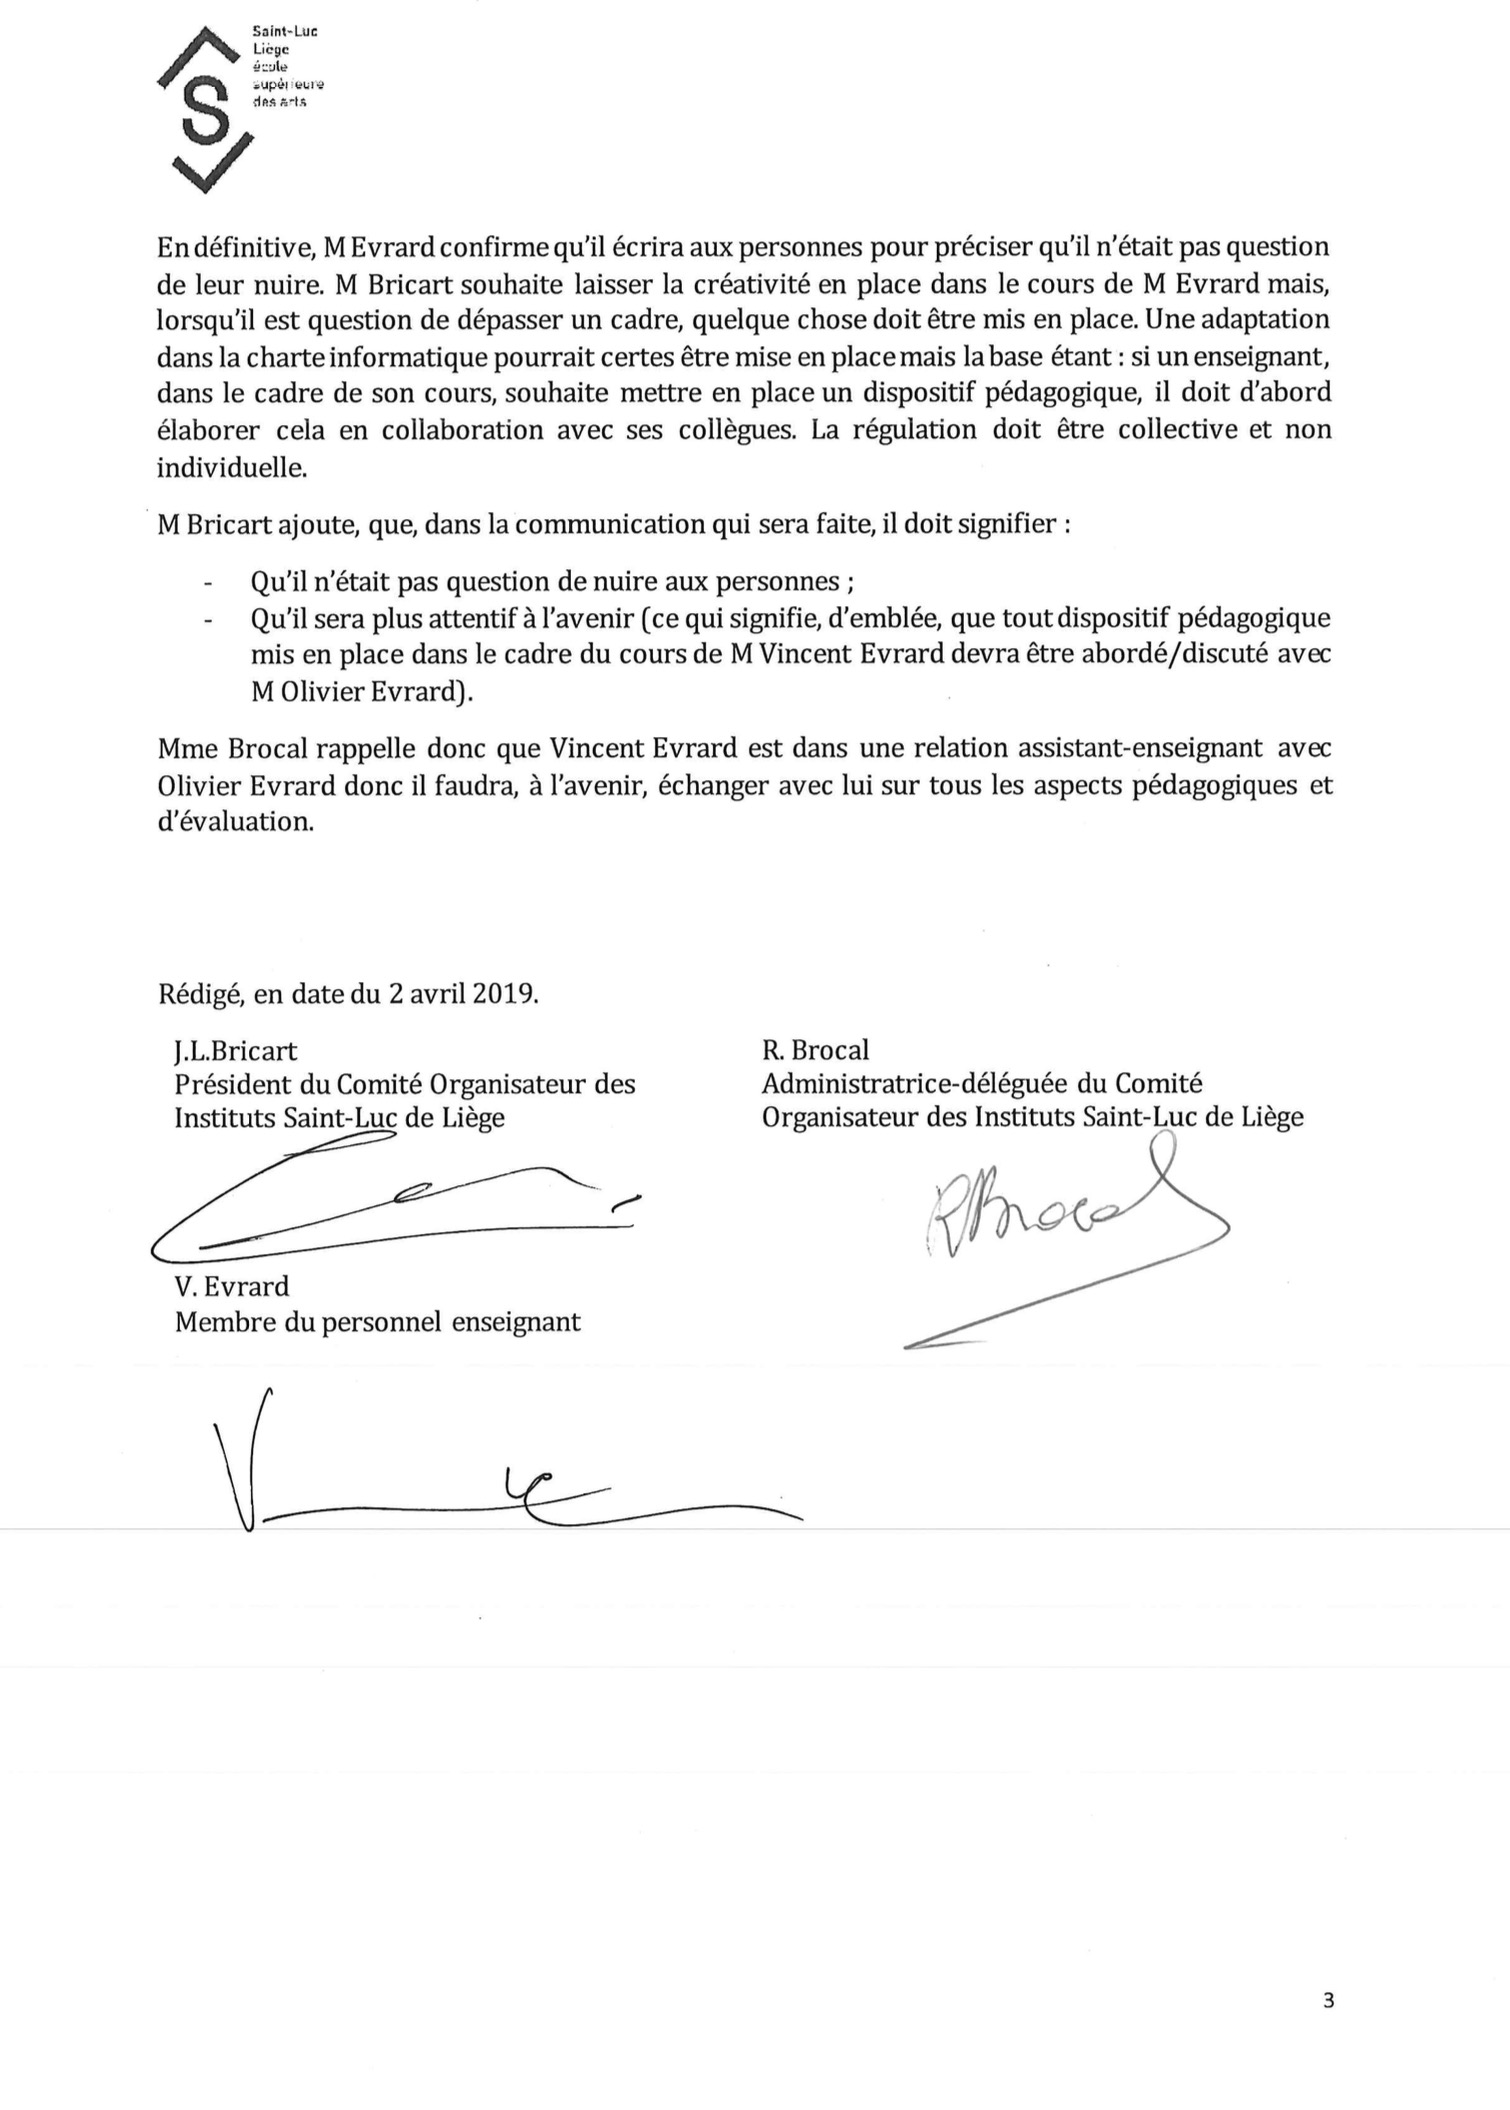 Saint-Luc
Liège
école
supérieure
des arts
S
En définitive, M Evrard confirme qu'il écrira aux personnes pour préciser qu'il n'était pas question
de leur nuire. M Bricart souhaite laisser la créativité en place dans le cours de M Evrard mais,
lorsqu'il est question de dépasser un cadre, quelque chose doit être mis en place. Une adaptation
dans la charte informatique pourrait certes être mise en place mais la base étant : si un enseignant,
dans le cadre de son cours, souhaite mettre en place un dispositif pédagogique, il doit d'abord
élaborer cela en collaboration avec ses collègues. La régulation doit être collective et non
individuelle.
M Bricart ajoute, que, dans la communication qui sera faite, il doit signifier :
- Qu'il n'était pas question de nuire aux personnes ;
- Qu'il sera plus attentif à l'avenir (ce qui signifie, d'emblée, que tout dispositif pédagogique
mis en place dans le cadre du cours de M Vincent Evrard devra être abordé/discuté avec
M Olivier Evrard).
Mme Brocal rappelle donc que Vincent Evrard est dans une relation assistant-enseignant avec
Olivier Evrard donc il faudra, à l'avenir, échanger avec lui sur tous les aspects pédagogiques et
d'évaluation.
Rédigé, en date du 2 avril 2019.
J.L.Bricart
Président du Comité Organisateur des
Instituts Saint-Luc de Liège
R. Brocal
Administratrice-déléguée du Comité
Organisateur des Instituts Saint-Luc de Liège
RBrocal
V. Evrard
Membre du personnel enseignant
3